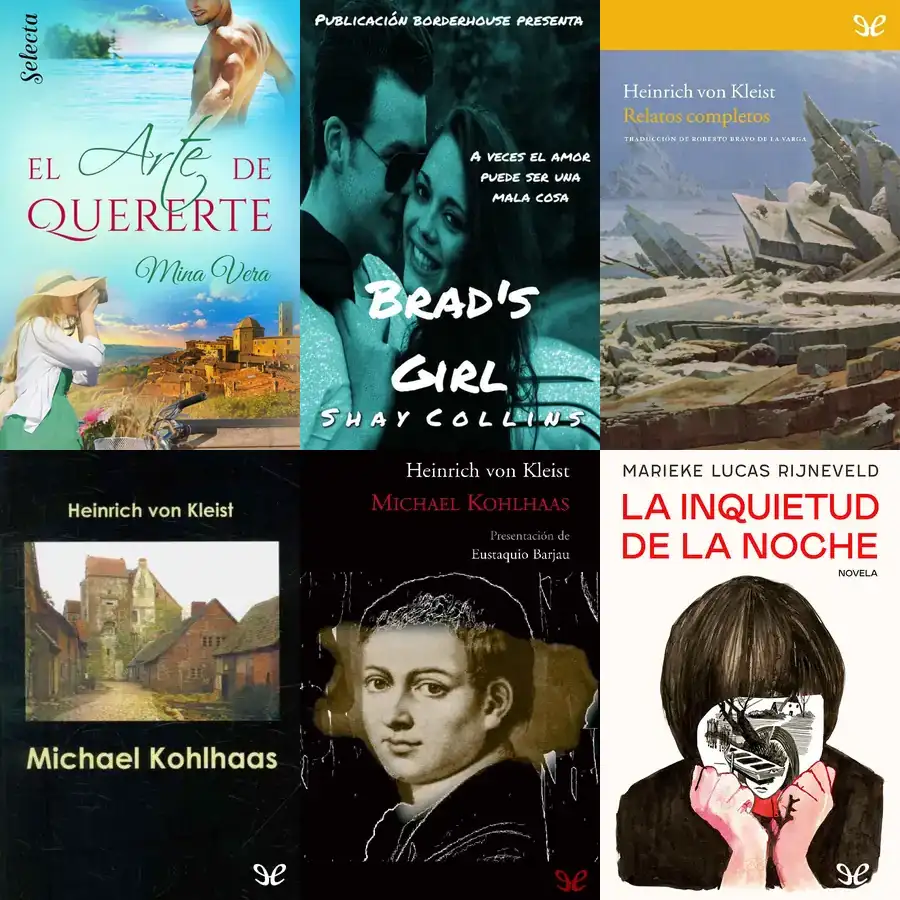 Selecta
EL Arte DE
QUERERTE
Mina Vera
PUBLICACIÓN BORDERHOUSE PRESENTA
A VECES EL AMOR
PUEDE SER UNA
MALA COSA
BRAD'S
GIRL
SHAY COLLINS
Heinrich von Kleist
Relatos completos
TRADUCCIÓN DE ROBERTO BRAVO DE LA VARGA
Heinrich von Kleist
Michael Kohlhaas
Heinrich von Kleist
MICHAEL KOHLHAAS
Presentación de
Eustaquio Barjau
MARIEKE LUCAS RIJNEVELD
LA INQUIETUD
DE LA NOCHE
NOVELA